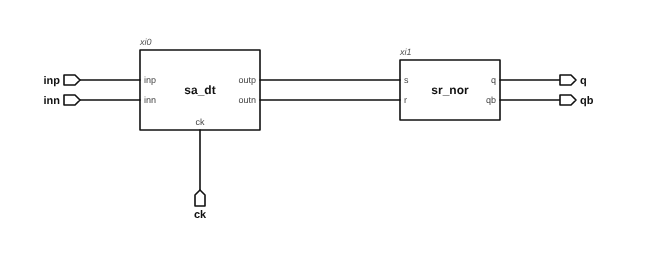 xi0
xi1
inp
inp
outp
s
q
q
sa_dt
sr_nor
inn
inn
outn
r
qb
qb
ck
ck